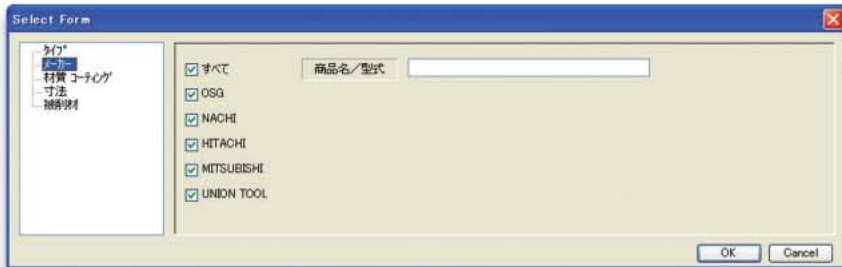 Select Form
タイプ
メーカー
材質 コーティング
寸法
被削材
すべて
商品名／型式
OSG
NACHI
HITACHI
MITSUBISHI
UNION TOOL
OK
Cancel